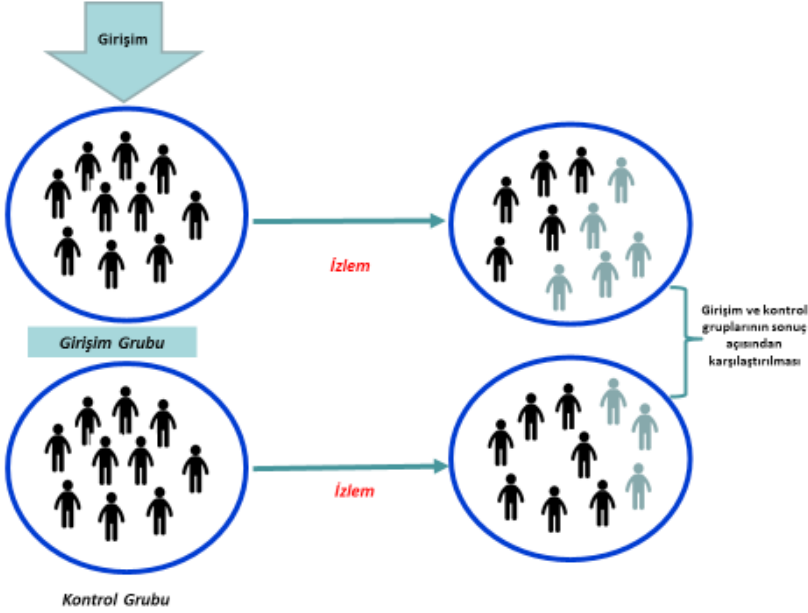 Girişim
İzlem
Girişim Grubu
Girişim ve kontrol
gruplarının sonuç
açısından
karşılaştırılması
İzlem
Kontrol Grubu